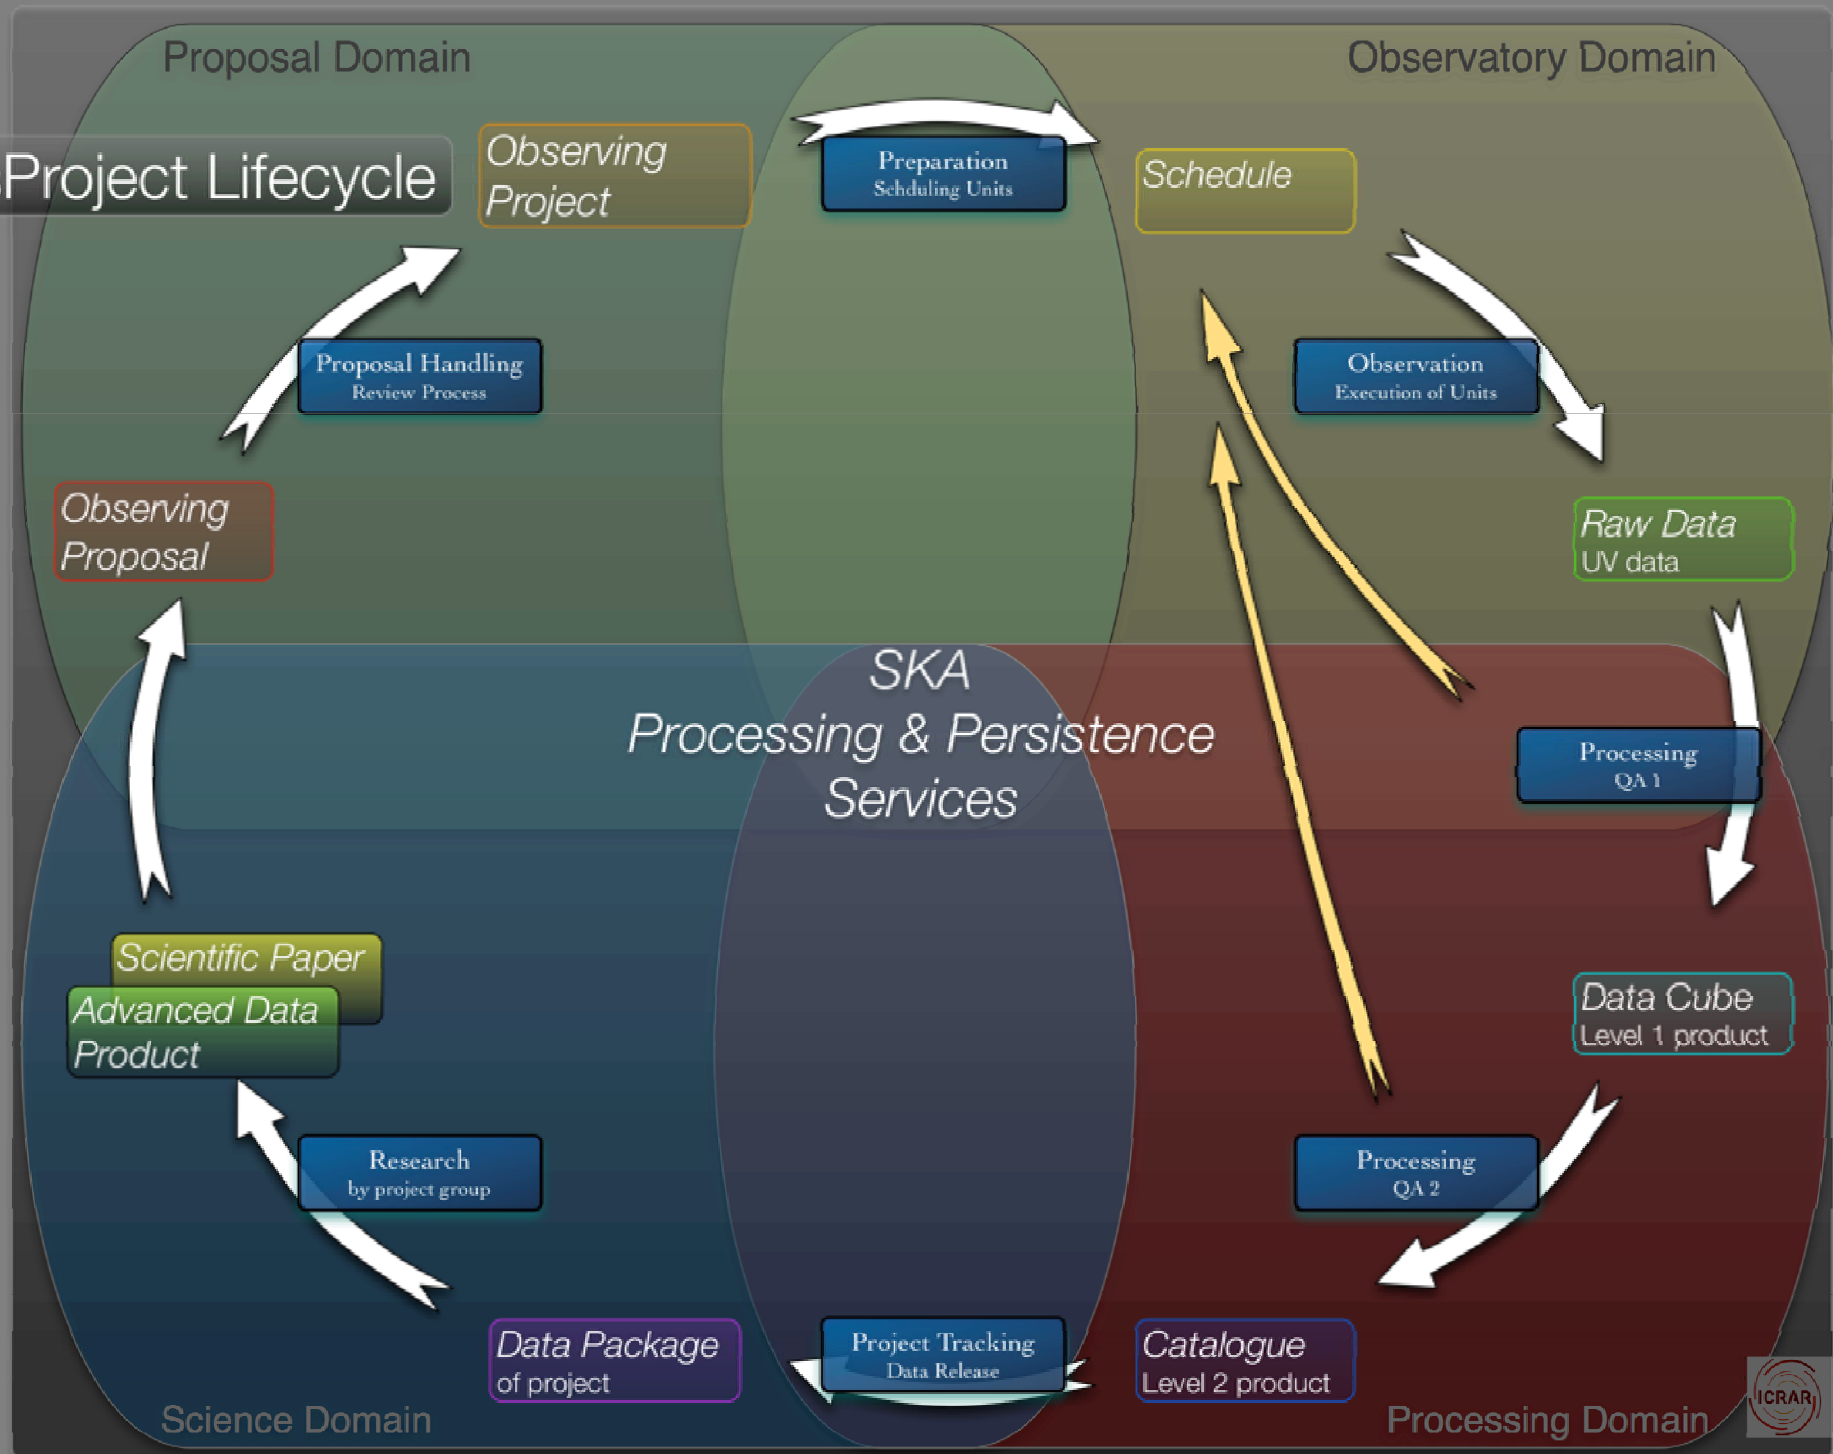 Proposal Domain
Observatory Domain
sProject Lifecycle
Observing
Project
Preparation
Schduling Units
Schedule
Proposal Handling
Review Process
Observation
Execution of Units
Observing
Proposal
Raw Data
UV data
SKA
Processing & Persistence
Services
Processing
QA 1
Scientific Paper
Advanced Data
Product
Data Cube
Level 1 product
Research
by project group
Processing
QA 2
Data Package
of project
Project Tracking
Data Release
Catalogue
Level 2 product
Science Domain
Processing Domain
ICRAR